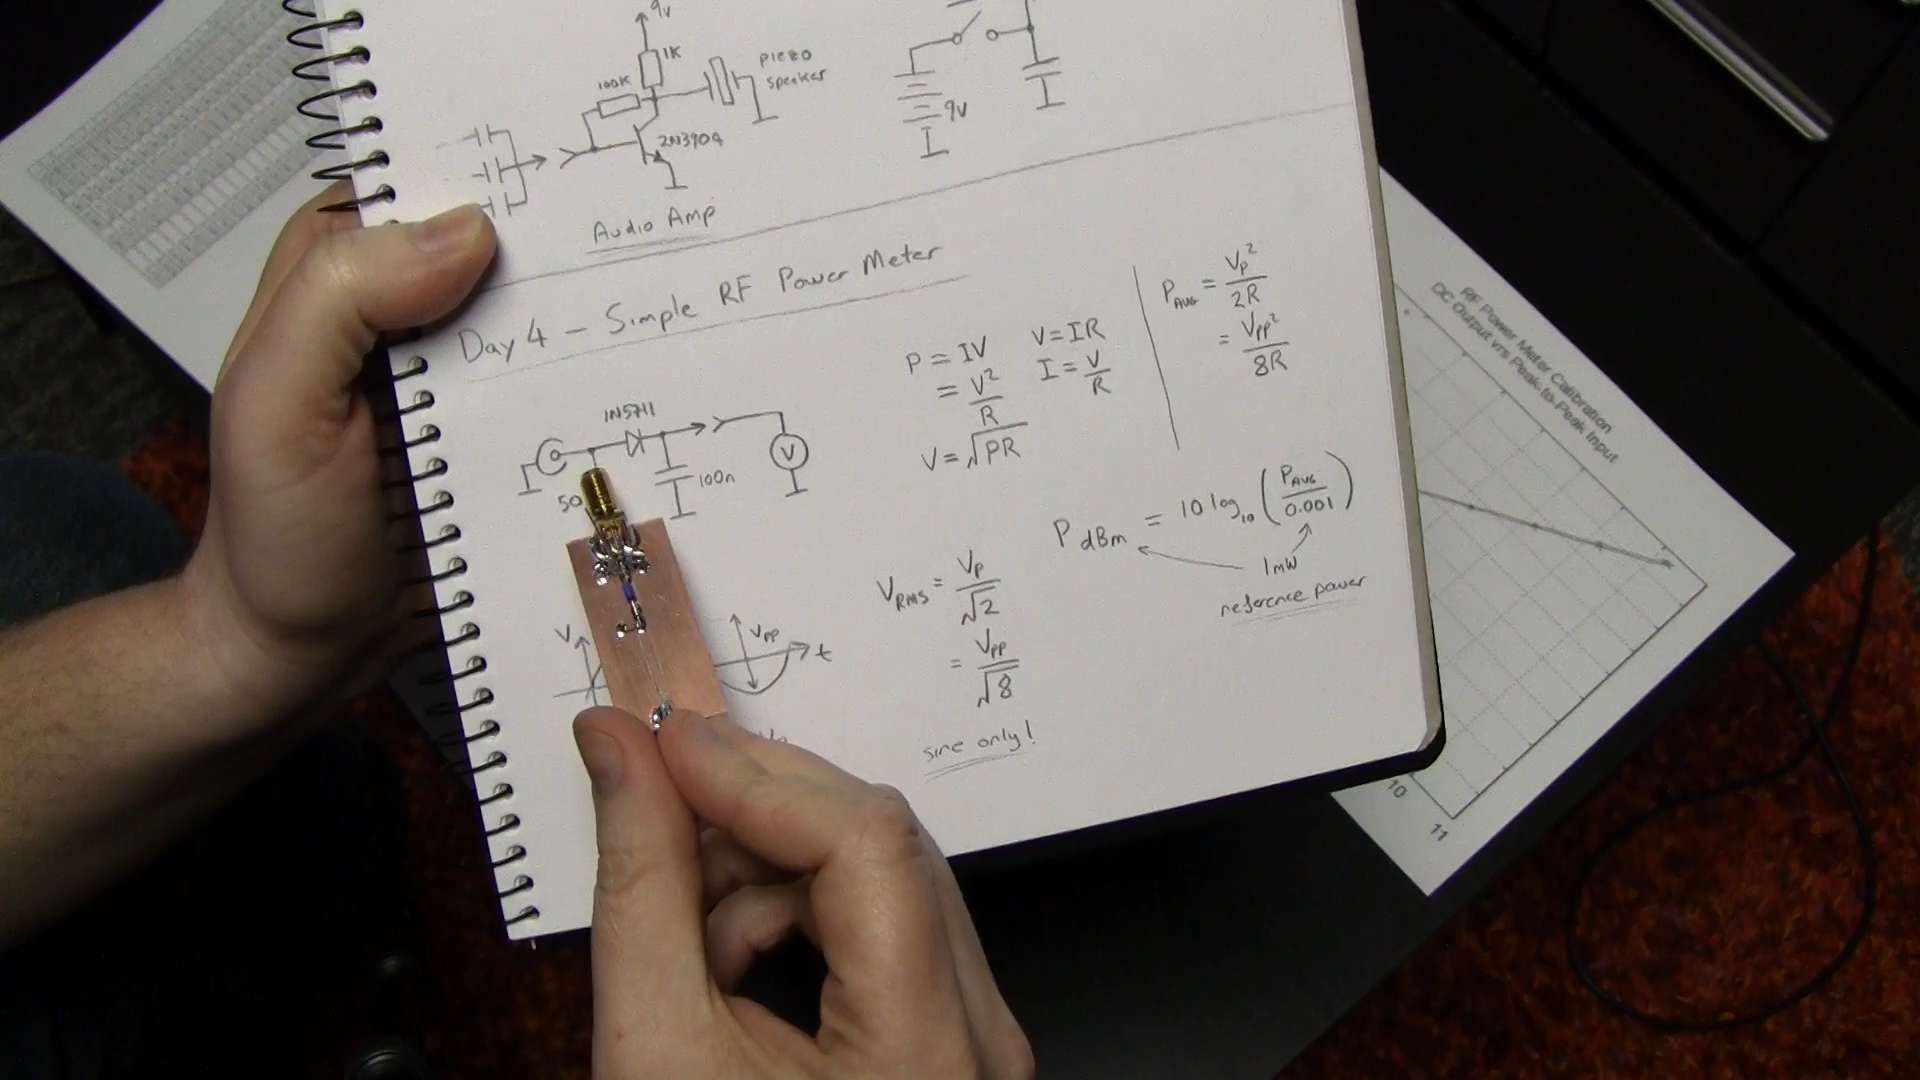 9v
1K
100K
piezo
speaker
2N3904
Audio Amp
9V
Day 4 - Simple RF Power Meter
1N5711
50
100n
V
V
Vpp
t
P = IV
= V²/R
V = √PR
V = IR
I = V/R
P_AVG = Vp²/2R
= Vpp²/8R
P_dBm = 10 log₁₀ (P_AVG/0.001)
1mW
reference power
V_RMS = Vp/√2
= Vpp/√8
sine only!
RF Power Meter Calibration
DC Output vrs Peak-to-Peak Input
10
11